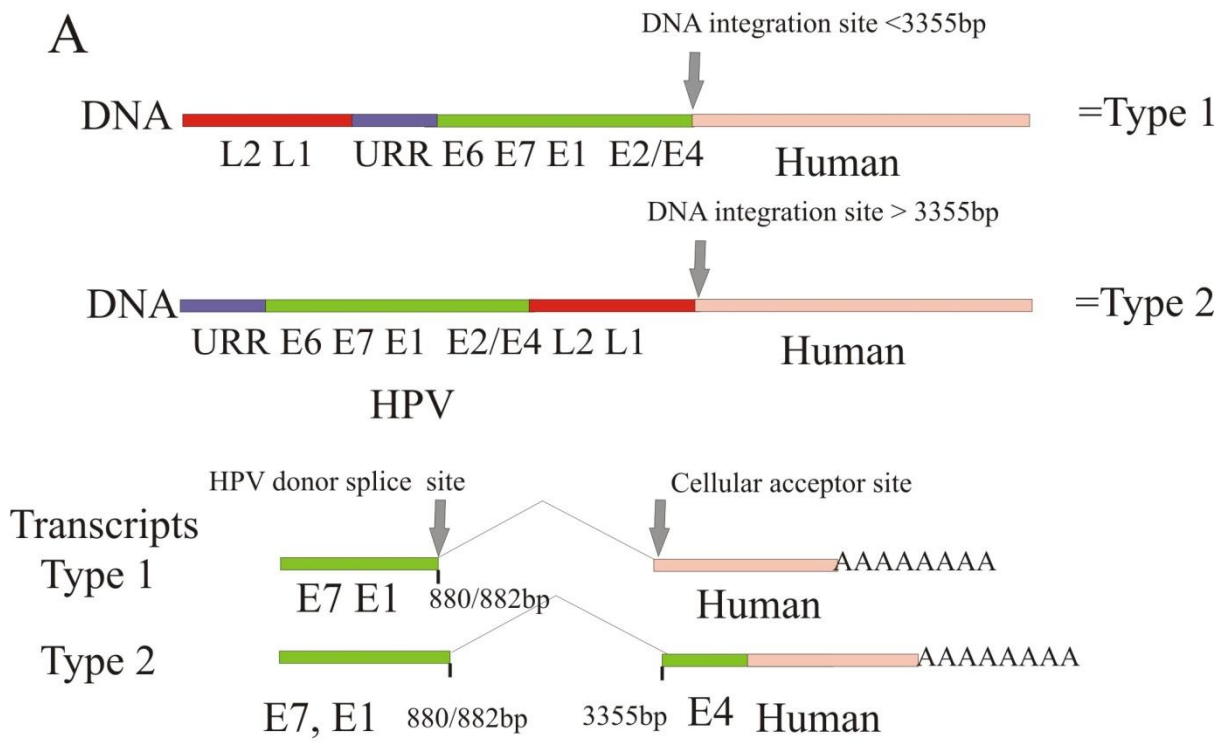 A
DNA integration site <3355bp
DNA
=Type 1
L2 L1 URR E6 E7 E1 E2/E4 Human
DNA integration site > 3355bp
DNA
=Type 2
URR E6 E7 E1 E2/E4 L2 L1 Human
HPV
HPV donor splice site
Cellular acceptor site
Transcripts
Type 1
AAAAAAAA
E7 E1 880/882bp Human
Type 2
AAAAAAAA
E7, E1 880/882bp 3355bp E4 Human